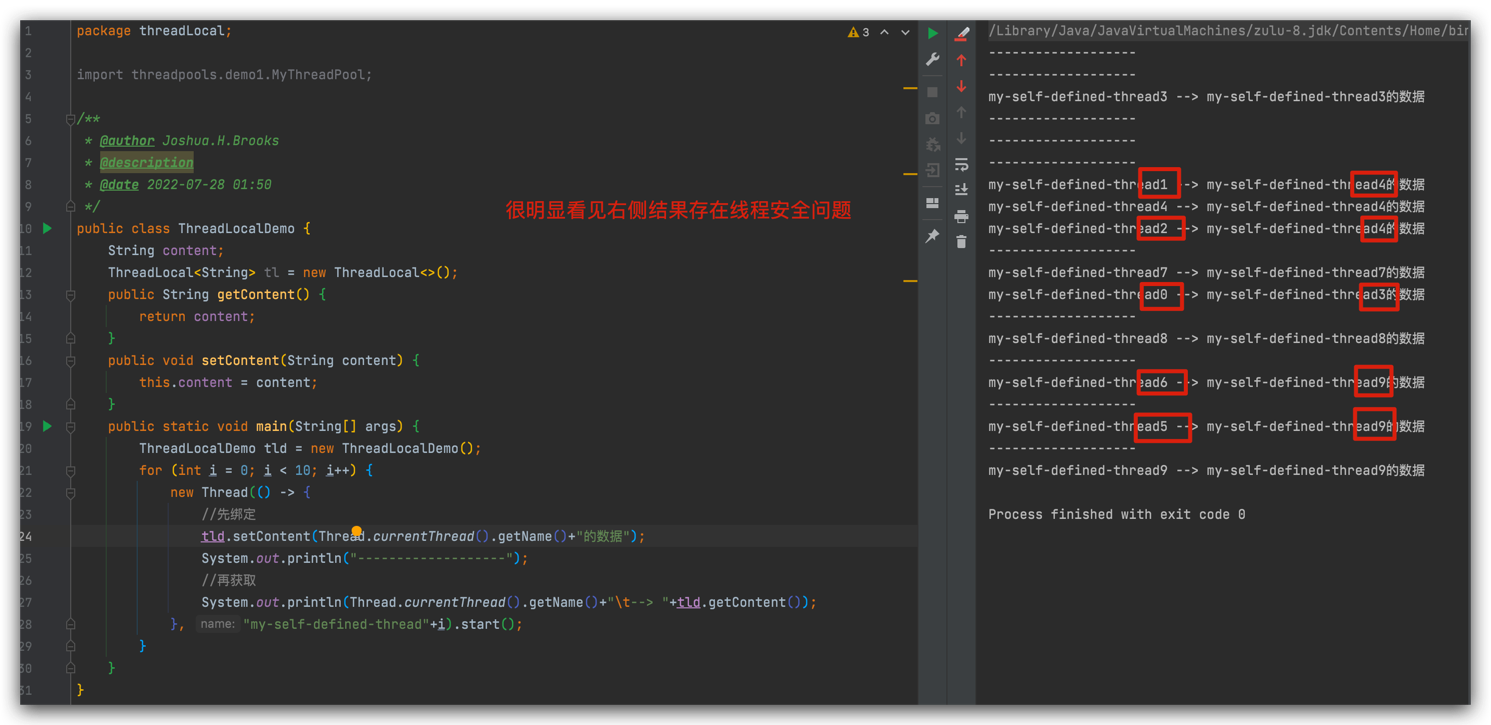 1 package threadLocal;
2
3 import threadpools.demo1.MyThreadPool;
4
5 /**
6 * @author Joshua.H.Brooks
7 * @description
8 * @date 2022-07-28 01:50
9 */
10 public class ThreadLocalDemo {
11 String content;
12 ThreadLocal<String> tl = new ThreadLocal<>();
13 public String getContent() {
14 return content;
15 }
16 public void setContent(String content) {
17 this.content = content;
18 }
19 public static void main(String[] args) {
20 ThreadLocalDemo tld = new ThreadLocalDemo();
21 for (int i = 0; i < 10; i++) {
22 new Thread(() -> {
23 //先绑定
24 tld.setContent(Thread.currentThread().getName()+"的数据");
25 System.out.println("-------------------");
26 //再获取
27 System.out.println(Thread.currentThread().getName()+"\t--> "+tld.getContent());
28 }, name: "my-self-defined-thread"+i).start();
29 }
30 }
31 }
3
很明显看见右侧结果存在线程安全问题
/Library/Java/JavaVirtualMachines/zulu-8.jdk/Contents/Home/bin
-------------------
-------------------
my-self-defined-thread3 --> my-self-defined-thread3的数据
-------------------
-------------------
-------------------
my-self-defined-thread1 --> my-self-defined-thread4的数据
my-self-defined-thread4 --> my-self-defined-thread4的数据
my-self-defined-thread2 --> my-self-defined-thread4的数据
-------------------
my-self-defined-thread7 --> my-self-defined-thread7的数据
my-self-defined-thread0 --> my-self-defined-thread3的数据
-------------------
my-self-defined-thread8 --> my-self-defined-thread8的数据
-------------------
my-self-defined-thread6 --> my-self-defined-thread9的数据
-------------------
my-self-defined-thread5 --> my-self-defined-thread9的数据
-------------------
my-self-defined-thread9 --> my-self-defined-thread9的数据
Process finished with exit code 0